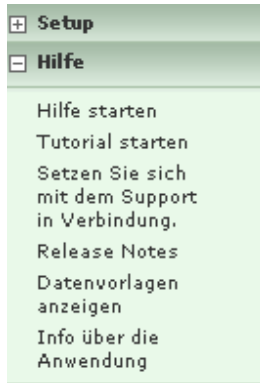 Setup
Hilfe
Hilfe starten
Tutorial starten
Setzen Sie sich
mit dem Support
in Verbindung.
Release Notes
Datenvorlagen
anzeigen
Info über die
Anwendung